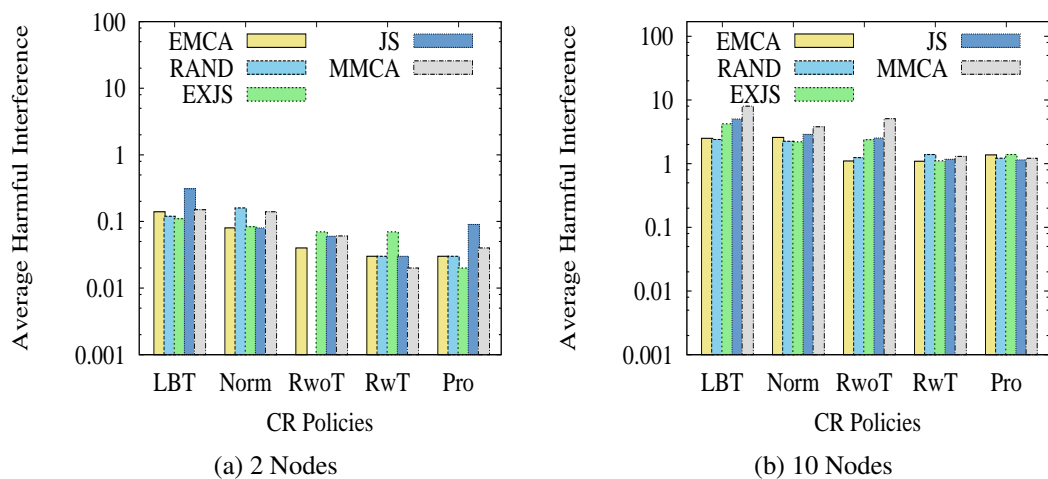 Average Harmful Interference
100
10
1
0.1
0.01
0.001
EMCA
RAND
EXJS
JS
MMCA
LBT Norm RwoT RwT Pro
CR Policies
(a) 2 Nodes
Average Harmful Interference
100
10
1
0.1
0.01
0.001
EMCA
RAND
EXJS
JS
MMCA
LBT Norm RwoT RwT Pro
CR Policies
(b) 10 Nodes